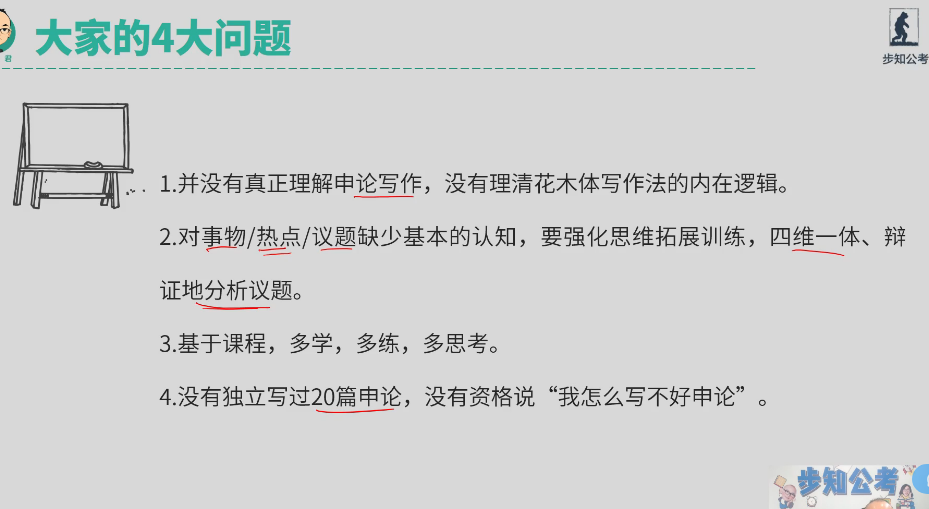 大家的4大问题
君
步知公考
1.并没有真正理解申论写作，没有理清花木体写作法的内在逻辑。
2.对事物/热点/议题缺少基本的认知，要强化思维拓展训练，四维一体、辩
证地分析议题。
3.基于课程，多学，多练，多思考。
4.没有独立写过20篇申论，没有资格说“我怎么写不好申论”。
步知公考